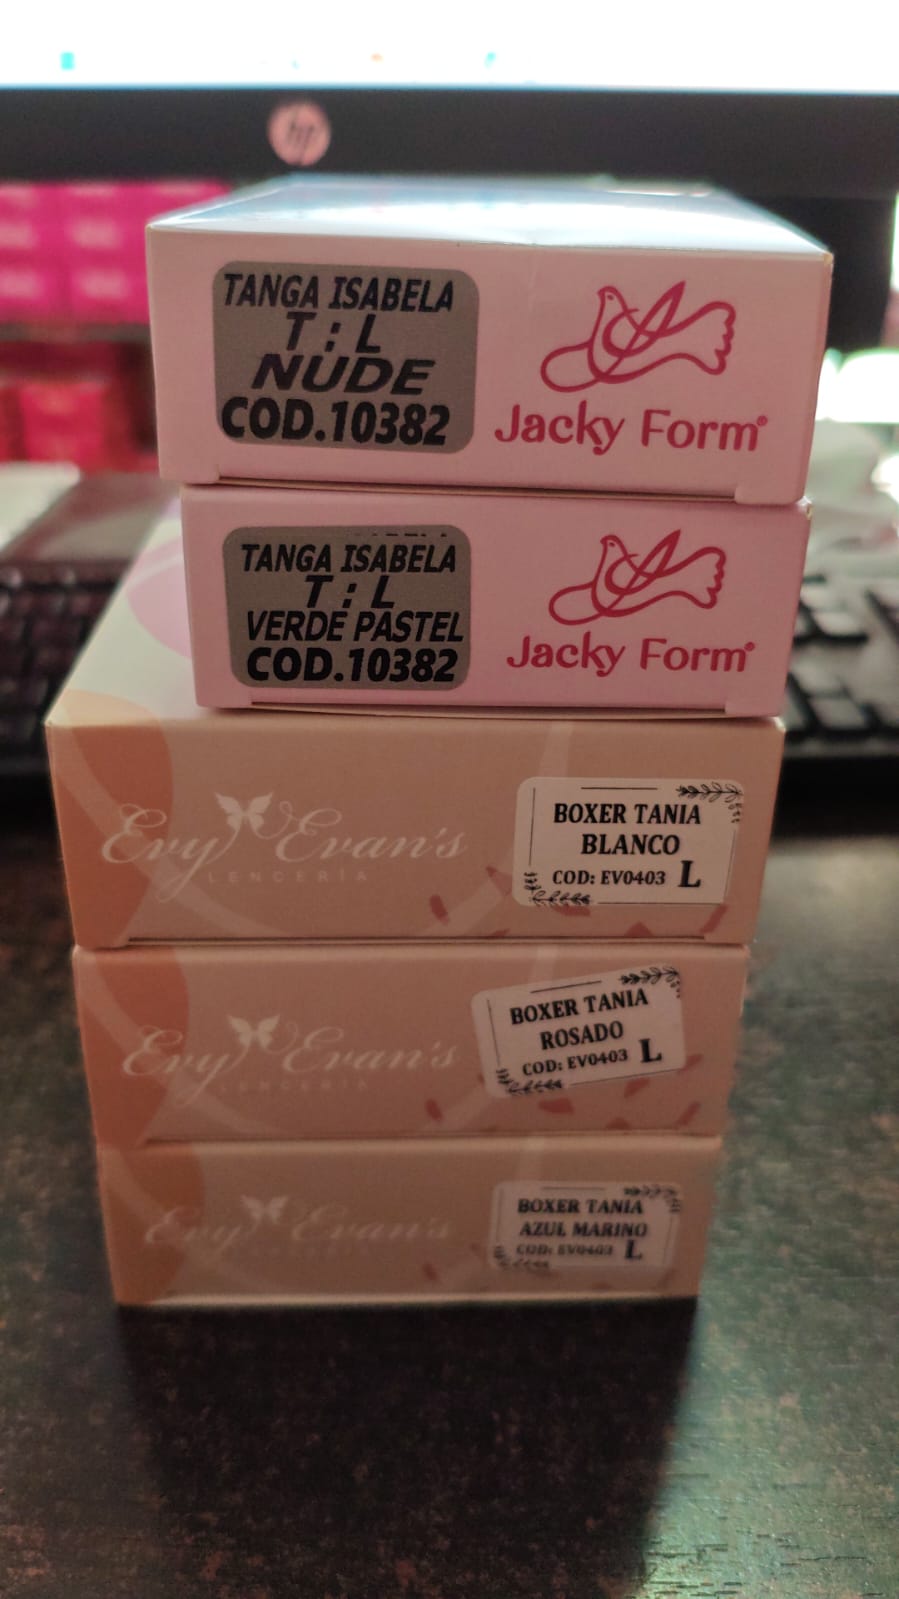 hp
TANGA ISABELA
T : L
NUDE
COD.10382
Jacky Form®
TANGA ISABELA
T : L
VERDE PASTEL
COD.10382
Jacky Form®
Evy Evan's
LENCERÍA
BOXER TANIA
BLANCO
COD: EV0403 L
Evy Evan's
LENCERÍA
BOXER TANIA
ROSADO
COD: EV0403 L
Evy Evan's
BOXER TANIA
AZUL MARINO
COD: EV0403 L